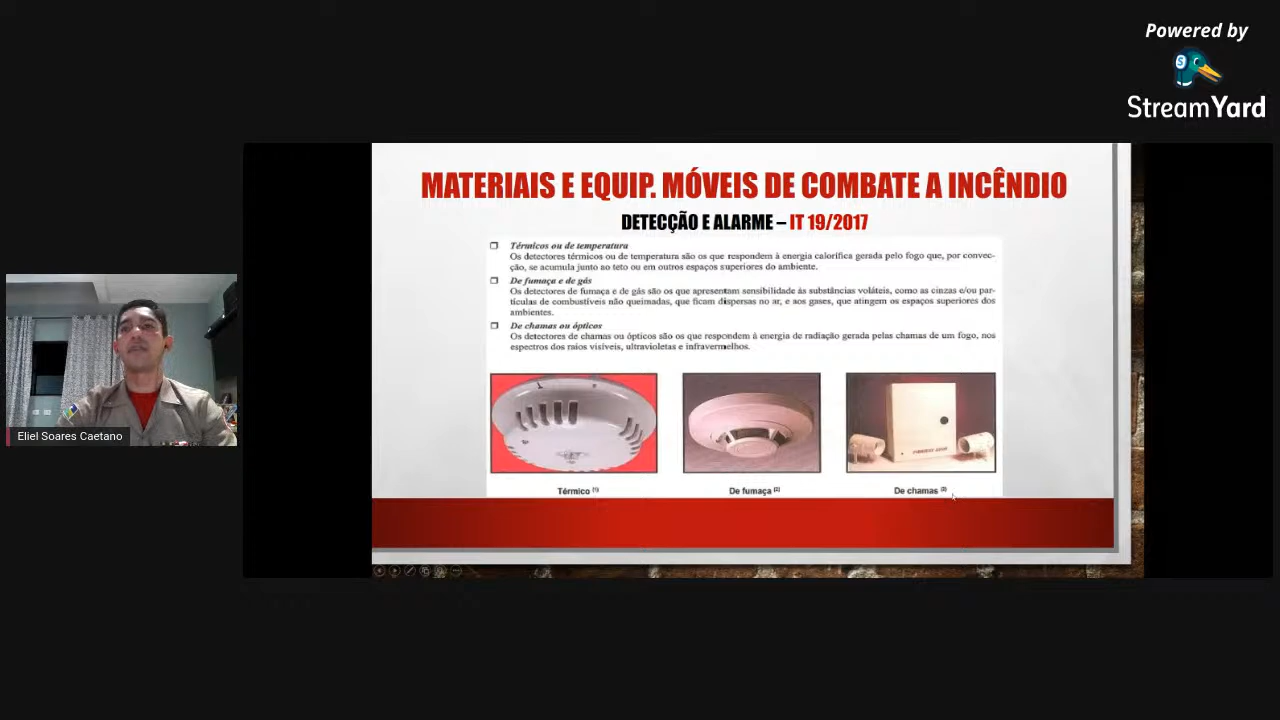 Powered by
StreamYard
MATERIAIS E EQUIP. MÓVEIS DE COMBATE A INCÊNDIO
DETECÇÃO E ALARME – IT 19/2017
Térmicos ou de temperatura
Os detectores térmicos ou de temperatura são os que respondem à energia calorífica gerada pelo fogo que, por convec-
ção, se acumula junto ao teto ou em outros espaços superiores do ambiente.
De fumaça e de gás
Os detectores de fumaça e de gás são os que apresentam sensibilidade às substâncias voláteis, como as cinzas e/ou par-
tículas de combustíveis não queimadas, que ficam dispersas no ar, e aos gases, que atingem os espaços superiores dos
ambientes.
De chamas ou ópticos
Os detectores de chamas ou ópticos são os que respondem à energia de radiação gerada pelas chamas de um fogo, nos
espectros dos raios visíveis, ultravioletas e infravermelhos.
Térmico (1)
De fumaça (2)
De chamas (3)
Eliel Soares Caetano